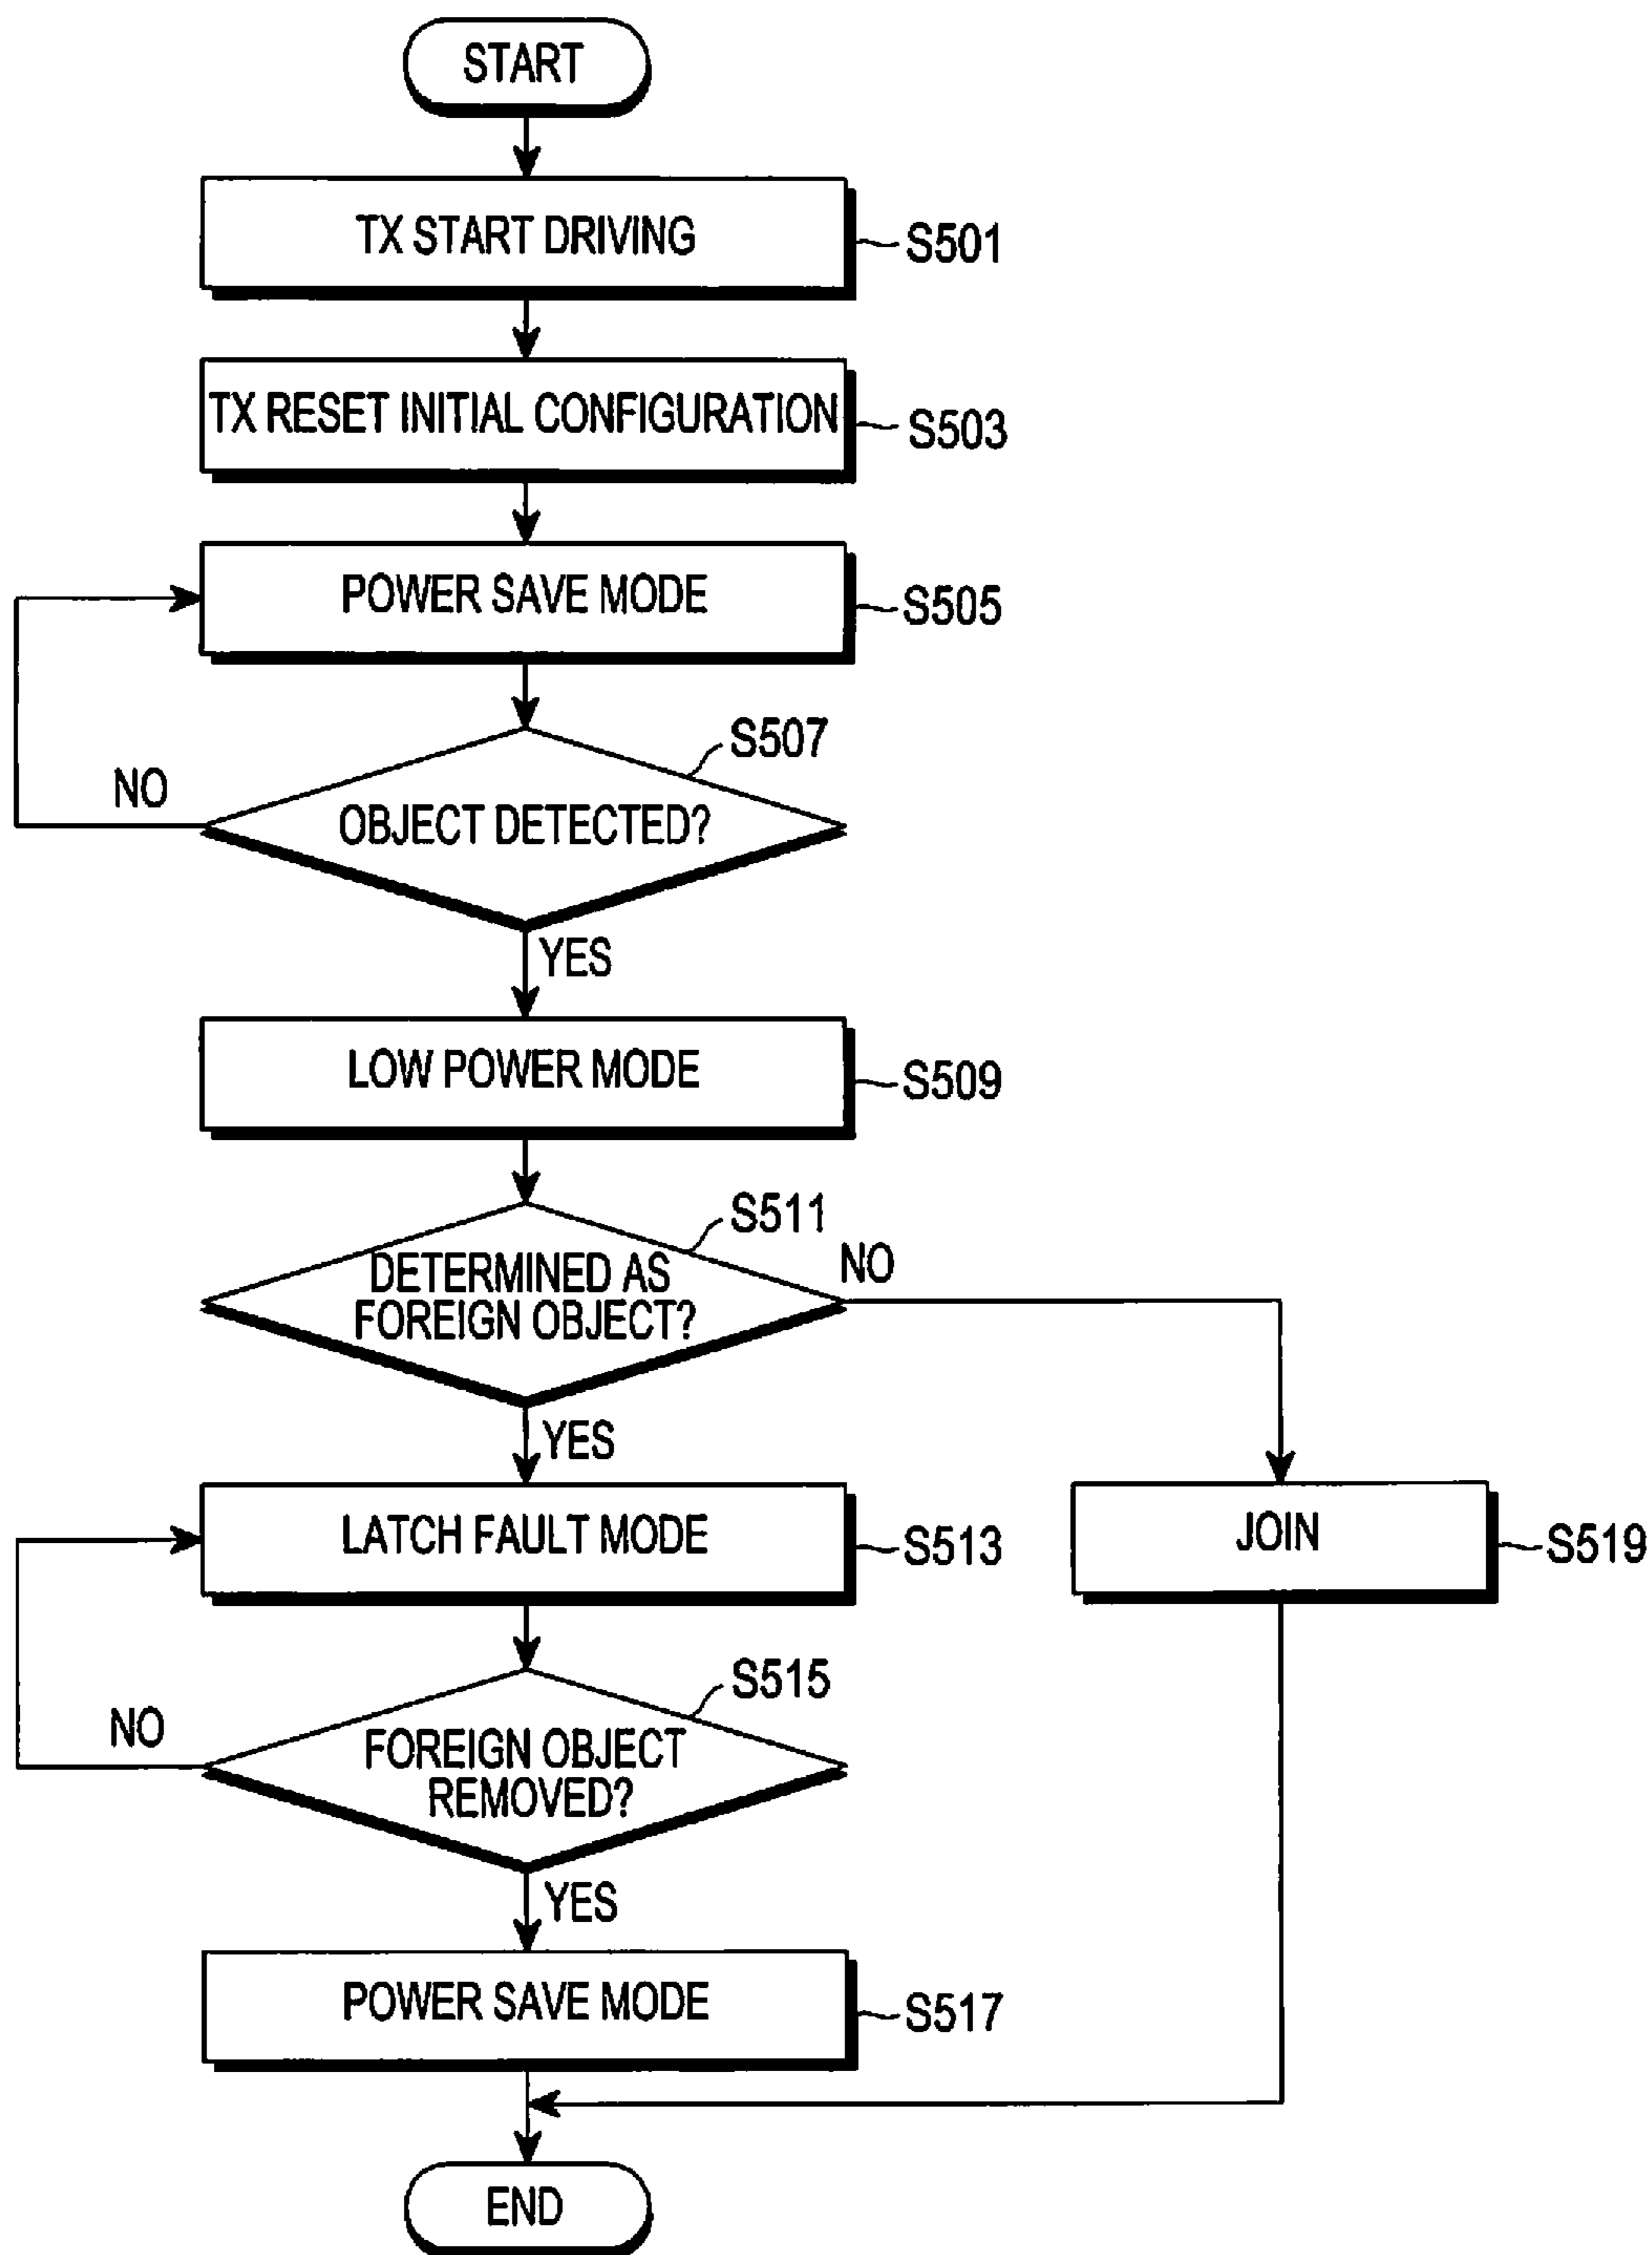 START
TX START DRIVING
S501
TX RESET INITIAL CONFIGURATION
S503
POWER SAVE MODE
S505
S507
NO
OBJECT DETECTED?
YES
LOW POWER MODE
S509
S511
DETERMINED AS
FOREIGN OBJECT?
NO
YES
LATCH FAULT MODE
S513
JOIN
S519
S515
NO
FOREIGN OBJECT
REMOVED?
YES
POWER SAVE MODE
S517
END